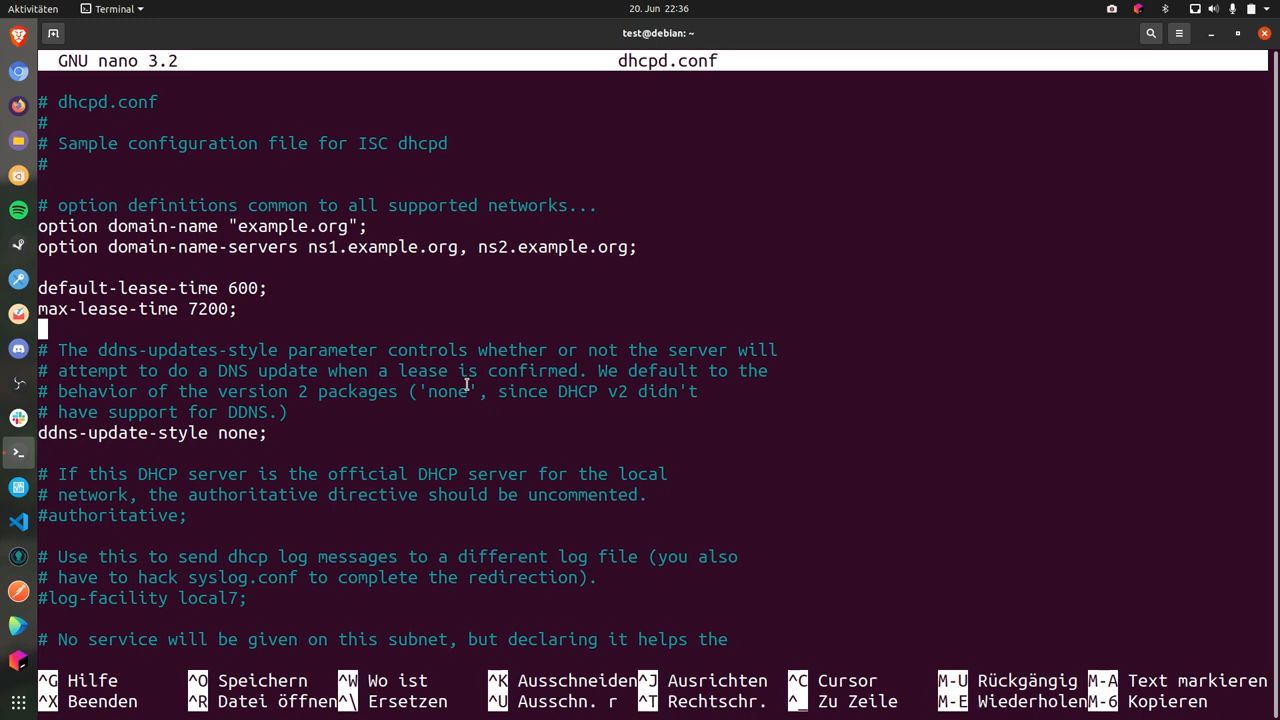 Aktivitäten Terminal 20. Jun 22:36
test@debian: ~
GNU nano 3.2 dhcpd.conf
# dhcpd.conf
#
# Sample configuration file for ISC dhcpd
#
# option definitions common to all supported networks...
option domain-name "example.org";
option domain-name-servers ns1.example.org, ns2.example.org;
default-lease-time 600;
max-lease-time 7200;
# The ddns-updates-style parameter controls whether or not the server will
# attempt to do a DNS update when a lease is confirmed. We default to the
# behavior of the version 2 packages ('none', since DHCP v2 didn't
# have support for DDNS.)
ddns-update-style none;
# If this DHCP server is the official DHCP server for the local
# network, the authoritative directive should be uncommented.
#authoritative;
# Use this to send dhcp log messages to a different log file (you also
# have to hack syslog.conf to complete the redirection).
#log-facility local7;
# No service will be given on this subnet, but declaring it helps the
^G Hilfe ^O Speichern ^W Wo ist ^K Ausschneiden ^J Ausrichten ^C Cursor M-U Rückgängig M-A Text markieren
^X Beenden ^R Datei öffnen ^\ Ersetzen ^U Ausschn. r ^T Rechtschr. ^_ Zu Zeile M-E Wiederholen M-6 Kopieren